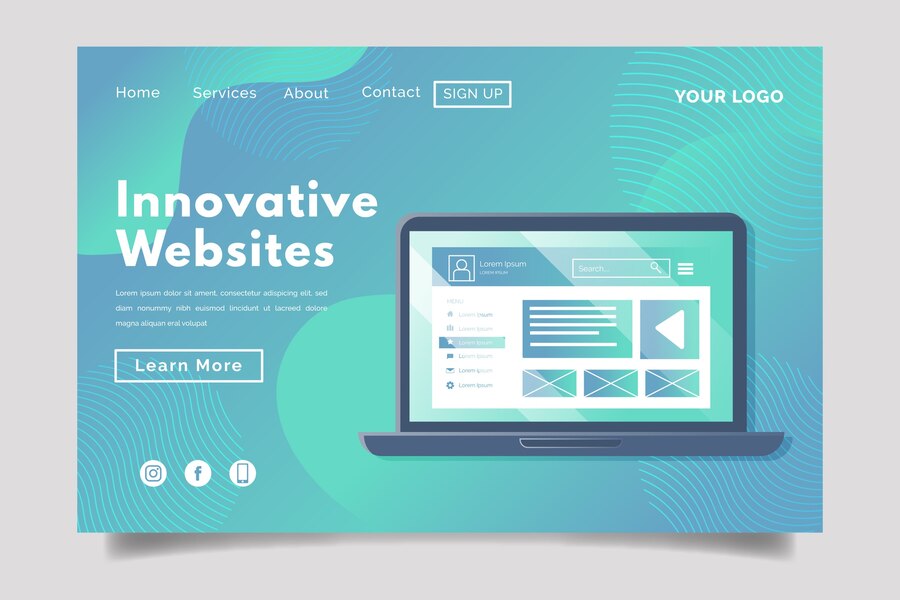 Home Services About Contact SIGN UP YOUR LOGO
Innovative
Websites
Lorem ipsum dolor sit ament, consectetur adipiscing elit, sed
diam nonummy nibh euismod tincidunt ut lacreed dolore
magna aliquan eral volupat
Learn More
Lorem Ipsum
LOREM IPSUM
Search...
MENU
Lorem Ipsum
Lorem Ipsum
Lorem Ipsum
Lorem Ipsum
Lorem Ipsum
Lorem Ipsum